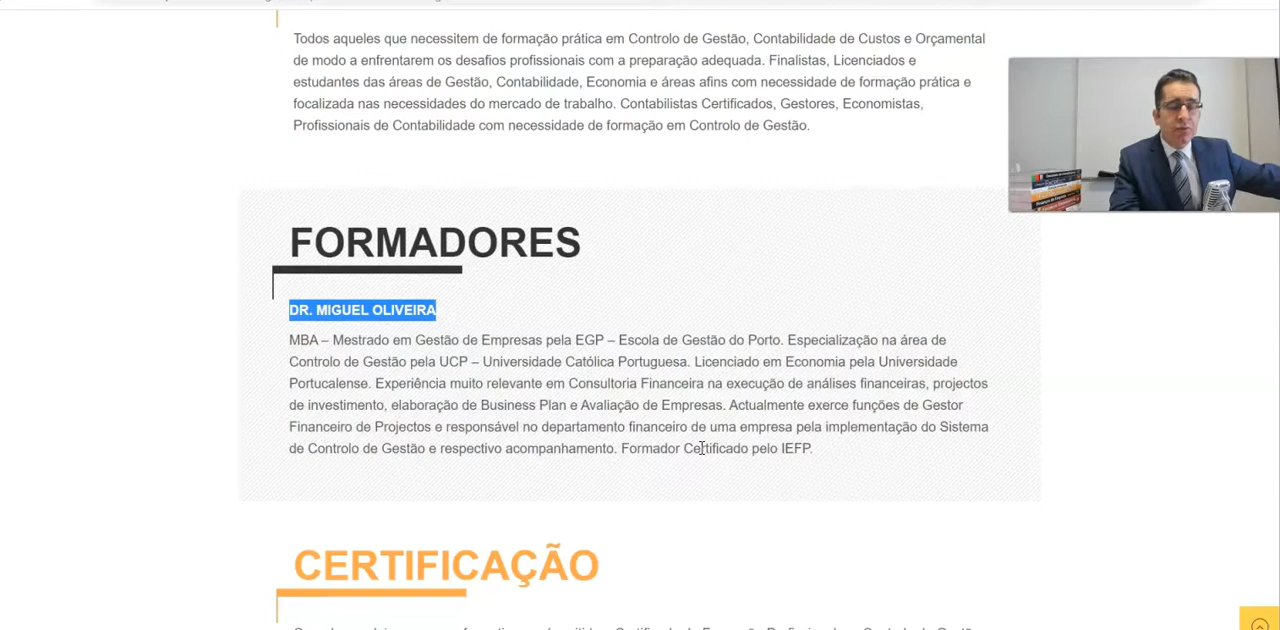 Todos aqueles que necessitem de formação prática em Controlo de Gestão, Contabilidade de Custos e Orçamental
de modo a enfrentarem os desafios profissionais com a preparação adequada. Finalistas, Licenciados e
estudantes das áreas de Gestão, Contabilidade, Economia e áreas afins com necessidade de formação prática e
focalizada nas necessidades do mercado de trabalho. Contabilistas Certificados, Gestores, Economistas,
Profissionais de Contabilidade com necessidade de formação em Controlo de Gestão.
FORMADORES
DR. MIGUEL OLIVEIRA
MBA – Mestrado em Gestão de Empresas pela EGP – Escola de Gestão do Porto. Especialização na área de
Controlo de Gestão pela UCP – Universidade Católica Portuguesa. Licenciado em Economia pela Universidade
Portucalense. Experiência muito relevante em Consultoria Financeira na execução de análises financeiras, projectos
de investimento, elaboração de Business Plan e Avaliação de Empresas. Actualmente exerce funções de Gestor
Financeiro de Projectos e responsável no departamento financeiro de uma empresa pela implementação do Sistema
de Controlo de Gestão e respectivo acompanhamento. Formador Certificado pelo IEFP.
CERTIFICAÇÃO